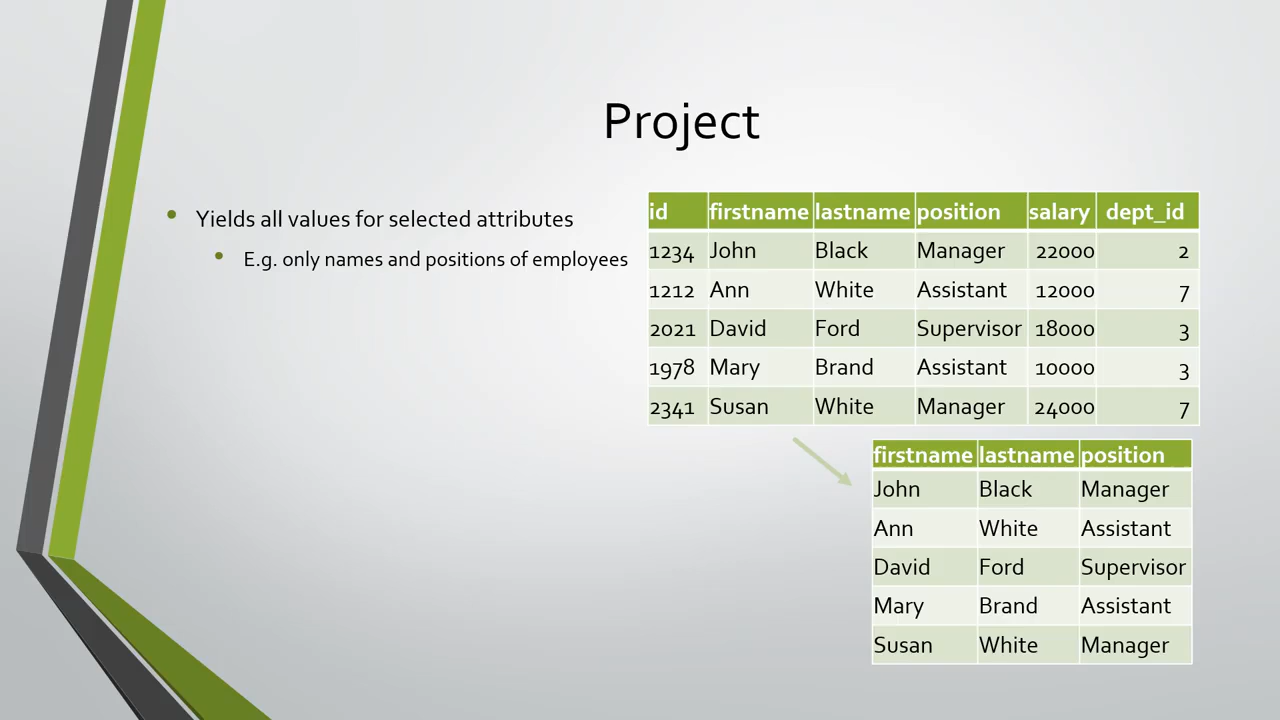 Project
Yields all values for selected attributes
E.g. only names and positions of employees
id firstname lastname position salary dept_id
1234 John Black Manager 22000 2
1212 Ann White Assistant 12000 7
2021 David Ford Supervisor 18000 3
1978 Mary Brand Assistant 10000 3
2341 Susan White Manager 24000 7
firstname lastname position
John Black Manager
Ann White Assistant
David Ford Supervisor
Mary Brand Assistant
Susan White Manager